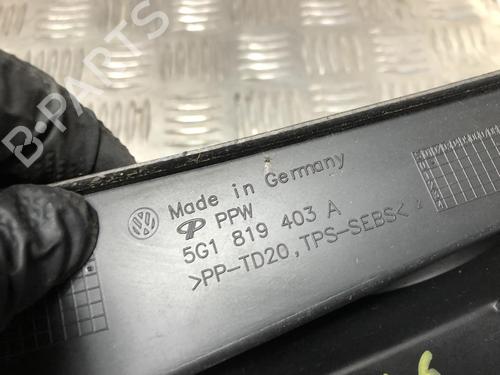 B-PARTS
Made in Germany
PPW
5G1 819 403 A
>PP-TD20,TPS-SEBS<